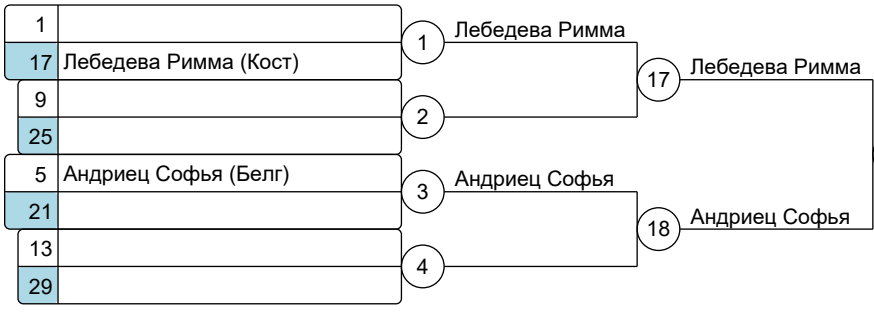 1
17 Лебедева Римма (Кост)
9
25
5 Андриец Софья (Белг)
21
13
29
1 Лебедева Римма
2
3 Андриец Софья
4
17 Лебедева Римма
18 Андриец Софья